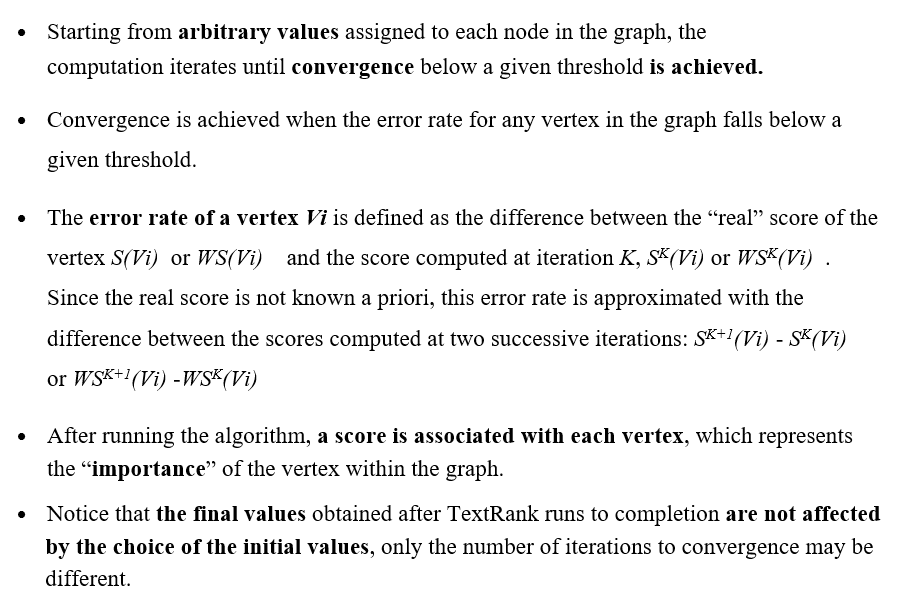 • Starting from arbitrary values assigned to each node in the graph, the
computation iterates until convergence below a given threshold is achieved.
• Convergence is achieved when the error rate for any vertex in the graph falls below a
given threshold.
• The error rate of a vertex Vi is defined as the difference between the “real” score of the
vertex S(Vi) or WS(Vi) and the score computed at iteration K, Sᴷ(Vi) or WSᴷ(Vi) .
Since the real score is not known a priori, this error rate is approximated with the
difference between the scores computed at two successive iterations: Sᴷ⁺¹(Vi) - Sᴷ(Vi)
or WSᴷ⁺¹(Vi) -WSᴷ(Vi)
• After running the algorithm, a score is associated with each vertex, which represents
the “importance” of the vertex within the graph.
• Notice that the final values obtained after TextRank runs to completion are not affected
by the choice of the initial values, only the number of iterations to convergence may be
different.